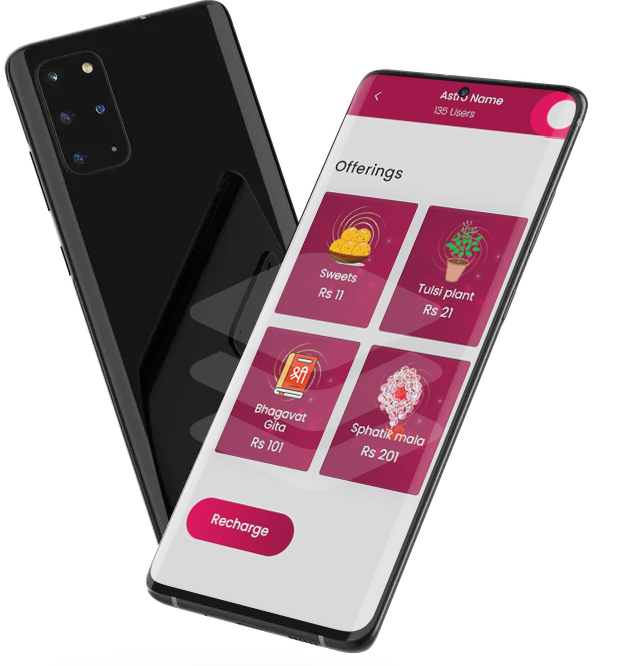 Astro Name
135 Users
Offerings
Sweets
Rs 11
Tulsi plant
Rs 21
श्री
Bhagavat
Gita
Rs 101
Sphatik mala
Rs 201
Recharge